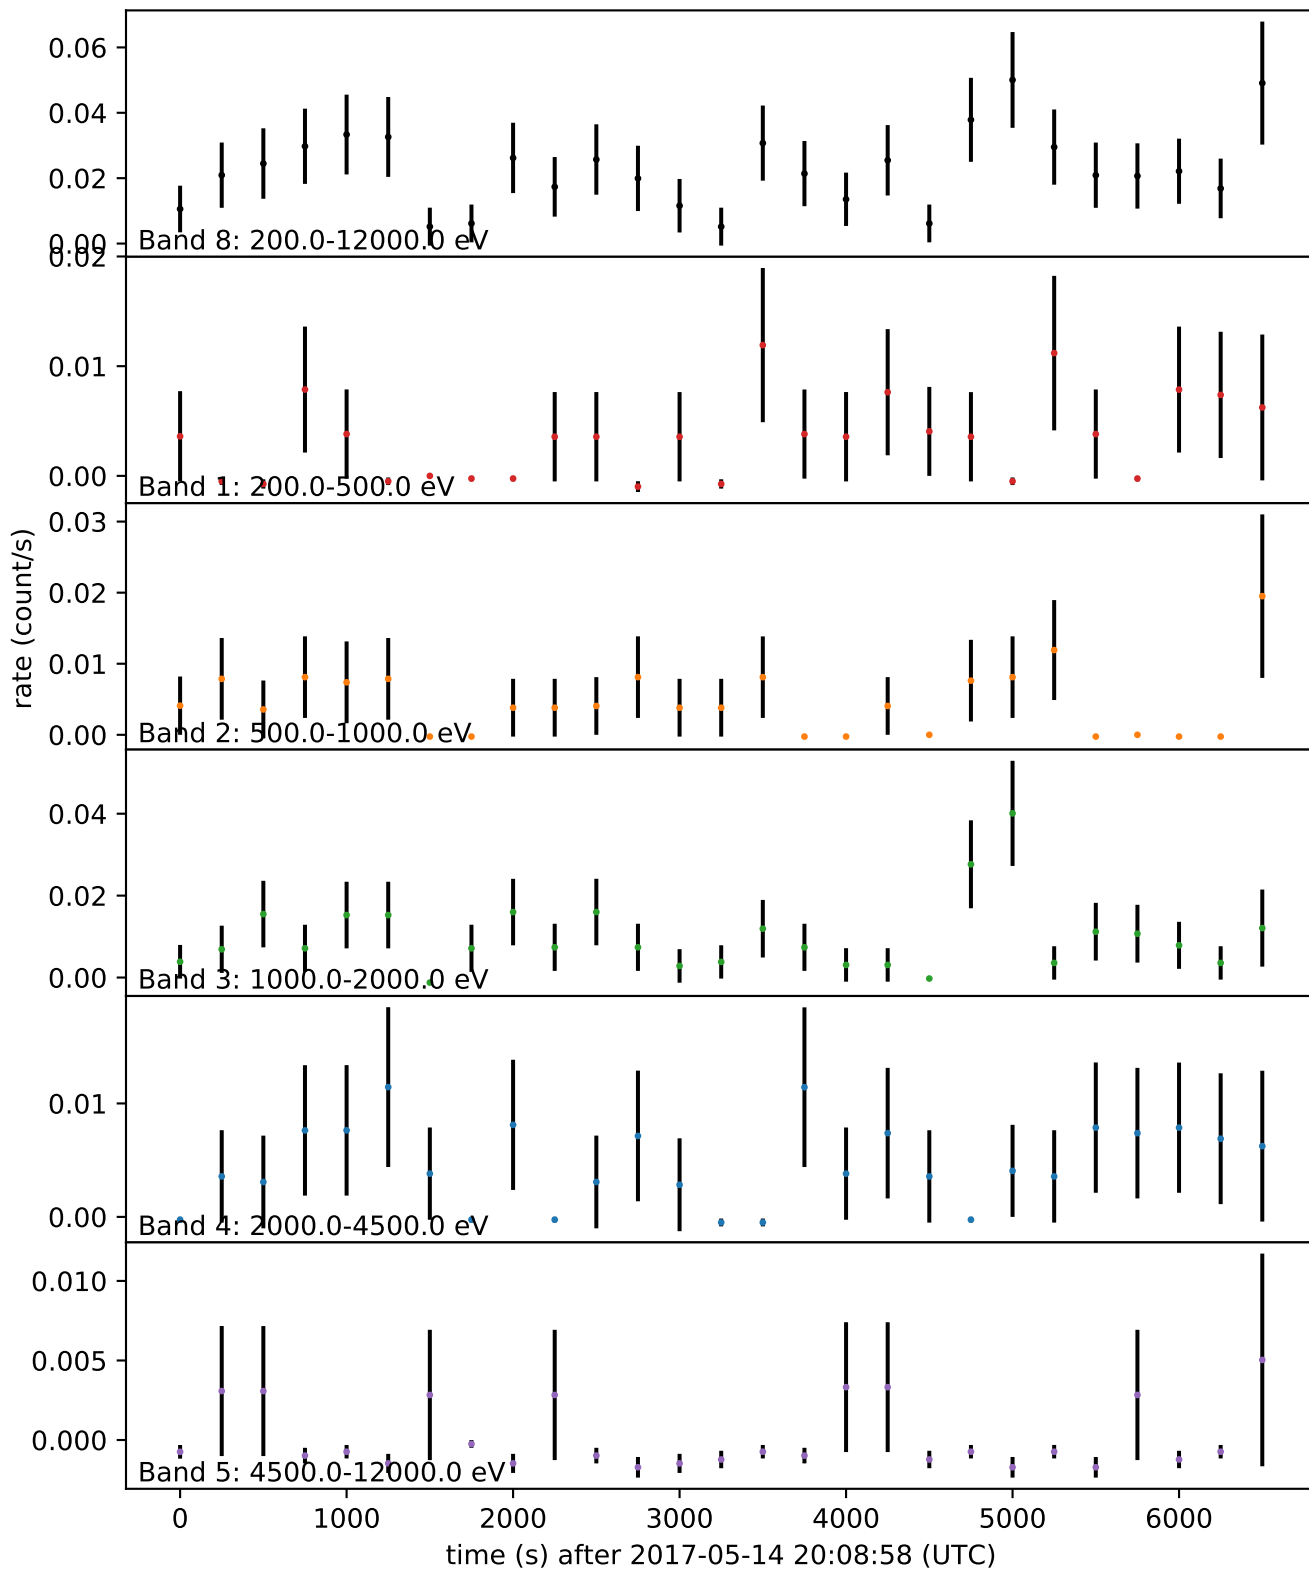 0.06
0.04
0.02
0.00
Band 8: 200.0-12000.0 eV
0.02
0.01
0.00
Band 1: 200.0-500.0 eV
0.03
0.02
0.01
0.00
Band 2: 500.0-1000.0 eV
rate (count/s)
0.04
0.02
0.00
Band 3: 1000.0-2000.0 eV
0.01
0.00
Band 4: 2000.0-4500.0 eV
0.010
0.005
0.000
Band 5: 4500.0-12000.0 eV
0 1000 2000 3000 4000 5000 6000
time (s) after 2017-05-14 20:08:58 (UTC)